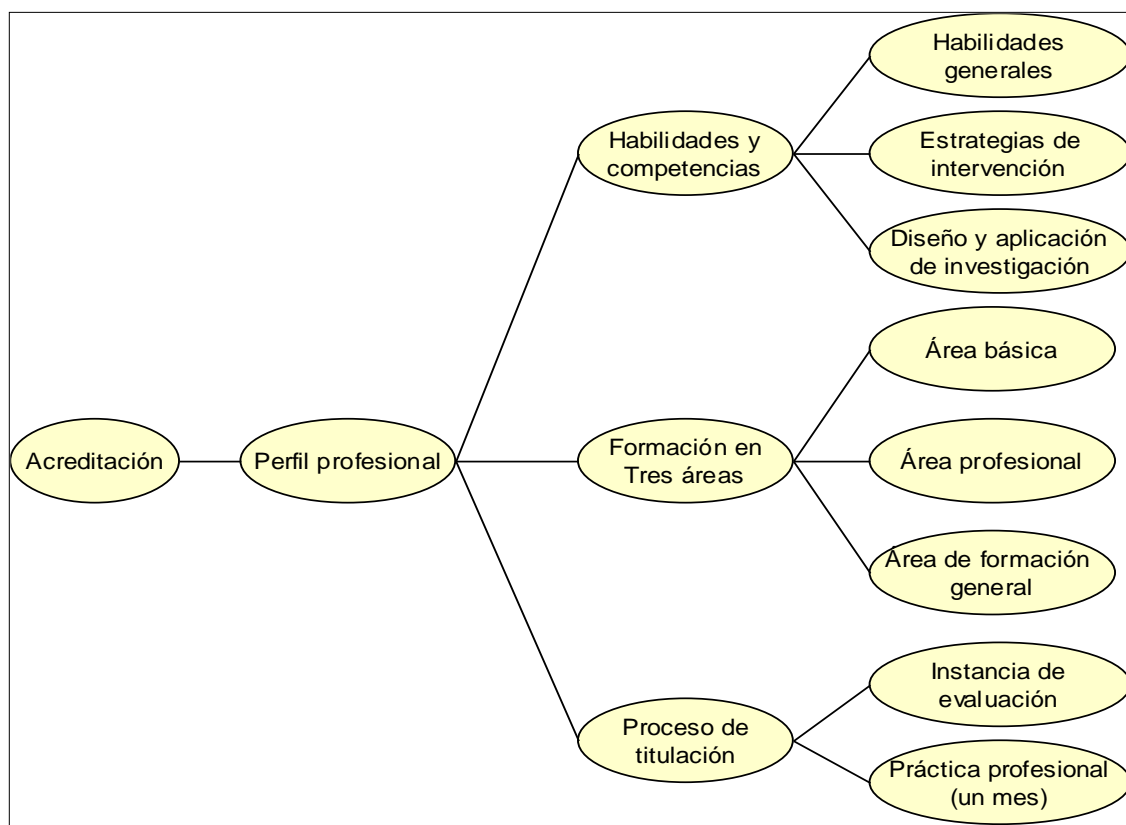 Habilidades
generales
Habilidades y
competencias
Estrategias de
intervención
Diseño y aplicación
de investigación
Área básica
Acreditación
Perfil profesional
Formación en
Tres áreas
Área profesional
Área de formación
general
Instancia de
evaluación
Proceso de
titulación
Práctica profesional
(un mes)